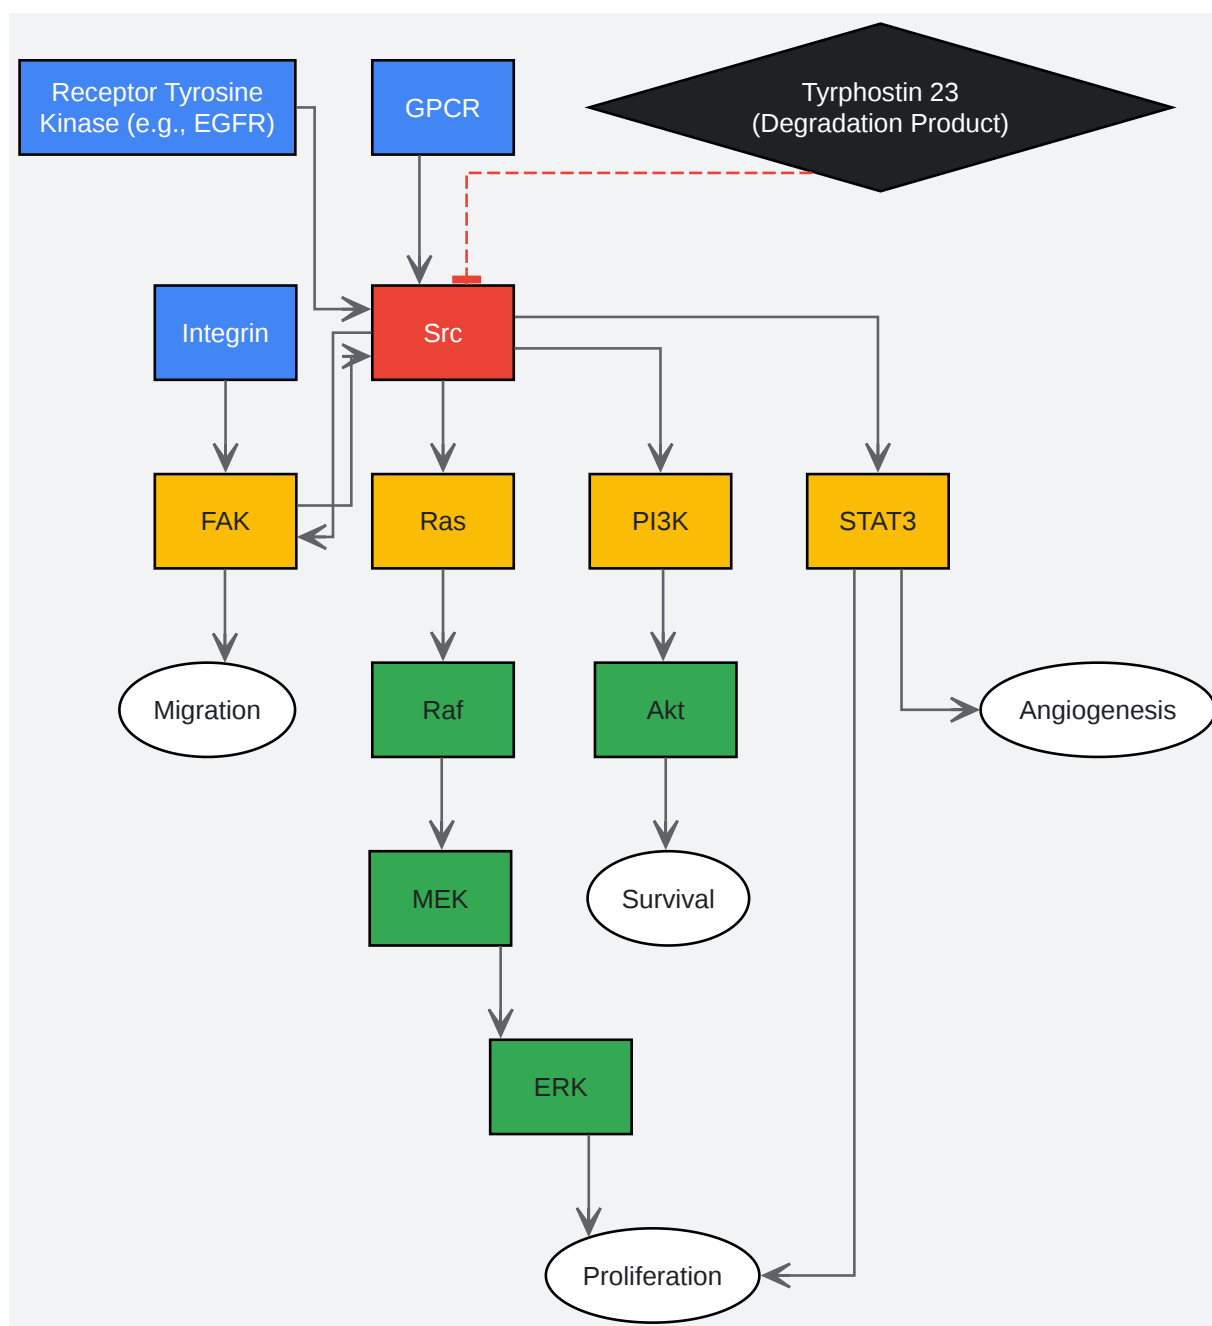 Receptor Tyrosine
Kinase (e.g., EGFR)
GPCR
Tyrphostin 23
(Degradation Product)
Integrin
Src
FAK
Ras
PI3K
STAT3
Migration
Raf
Akt
Angiogenesis
MEK
Survival
ERK
Proliferation